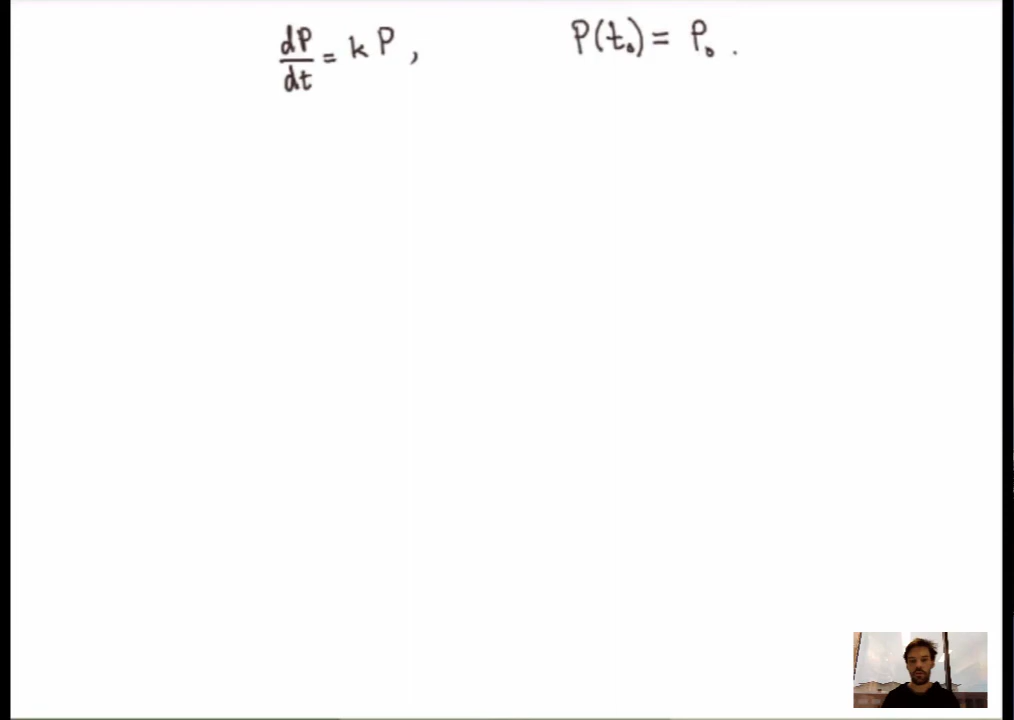 dP/dt = kP, P(t₀) = P₀.